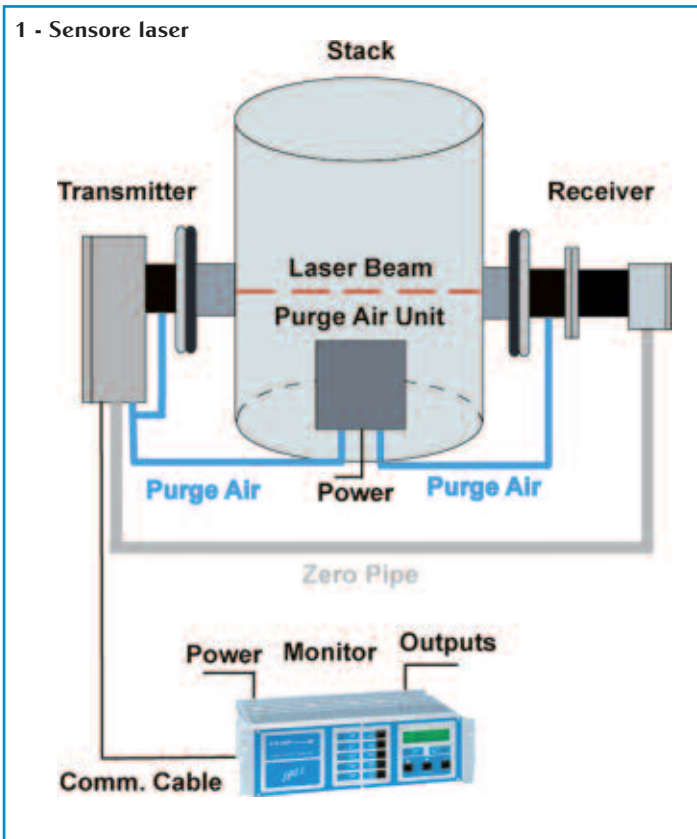 1 - Sensore laser
Stack
Transmitter
Receiver
Laser Beam
Purge Air Unit
Purge Air
Power
Purge Air
Zero Pipe
Power
Monitor
Outputs
Comm. Cable